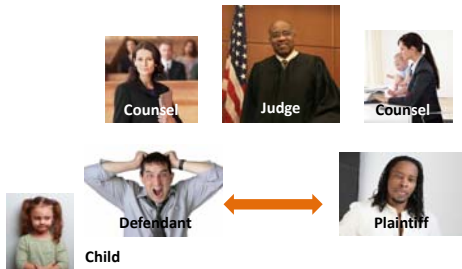 Counsel
Judge
Counsel
Defendant
Plaintiff
Child